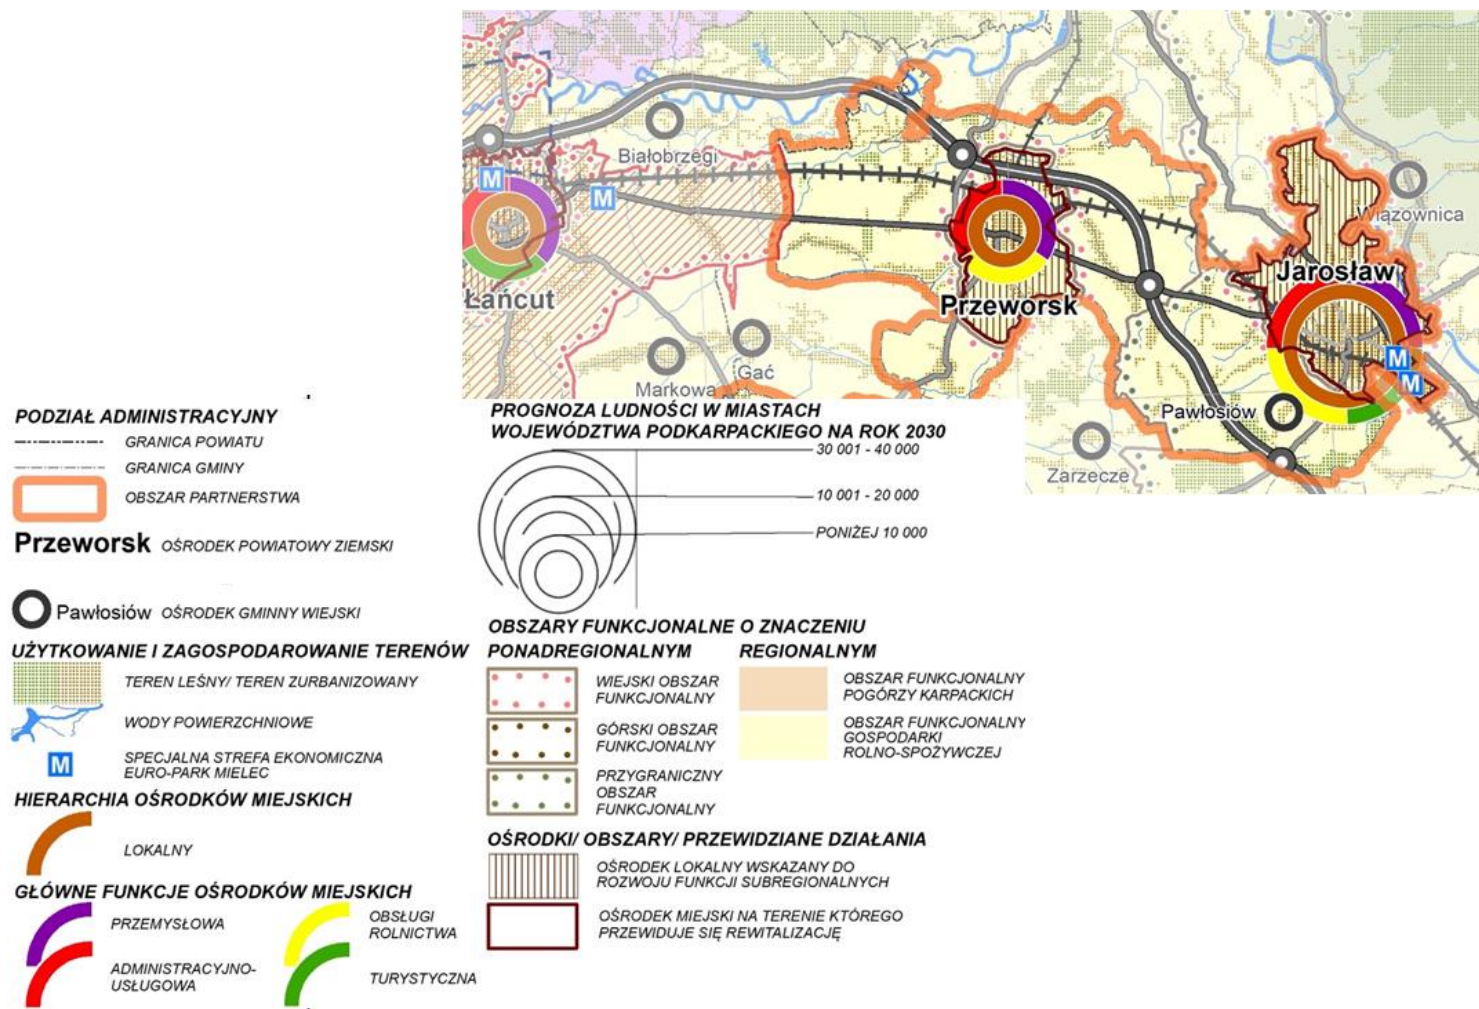 Białobrzegi
M
M
Wiązownica
Jarosław
Łańcut
Przeworsk
Gać
Markowa
M
M
Pawłosiów
Zarzecze
PODZIAŁ ADMINISTRACYJNY
GRANICA POWIATU
GRANICA GMINY
OBSZAR PARTNERSTWA
Przeworsk OŚRODEK POWIATOWY ZIEMSKI
Pawłosiów OŚRODEK GMINNY WIEJSKI
UŻYTKOWANIE I ZAGOSPODAROWANIE TERENÓW
TEREN LEŚNY/ TEREN ZURBANIZOWANY
WODY POWIERZCHNIOWE
M
SPECJALNA STREFA EKONOMICZNA
EURO-PARK MIELEC
HIERARCHIA OŚRODKÓW MIEJSKICH
LOKALNY
GŁÓWNE FUNKCJE OŚRODKÓW MIEJSKICH
PRZEMYSŁOWA
ADMINISTRACYJNO-
USŁUGOWA
OBSŁUGI
ROLNICTWA
TURYSTYCZNA
PROGNOZA LUDNOŚCI W MIASTACH
WOJEWÓDZTWA PODKARPACKIEGO NA ROK 2030
30 001 - 40 000
10 001 - 20 000
PONIŻEJ 10 000
OBSZARY FUNKCJONALNE O ZNACZENIU
PONADREGIONALNYM
WIEJSKI OBSZAR
FUNKCJONALNY
GÓRSKI OBSZAR
FUNKCJONALNY
PRZYGRANICZNY
OBSZAR
FUNKCJONALNY
REGIONALNYM
OBSZAR FUNKCJONALNY
POGÓRZY KARPACKICH
OBSZAR FUNKCJONALNY
GOSPODARKI
ROLNO-SPOŻYWCZEJ
OŚRODKI/ OBSZARY/ PRZEWIDZIANE DZIAŁANIA
OŚRODEK LOKALNY WSKAZANY DO
ROZWOJU FUNKCJI SUBREGIONALNYCH
OŚRODEK MIEJSKI NA TERENIE KTÓREGO
PRZEWIDUJE SIĘ REWITALIZACJĘ